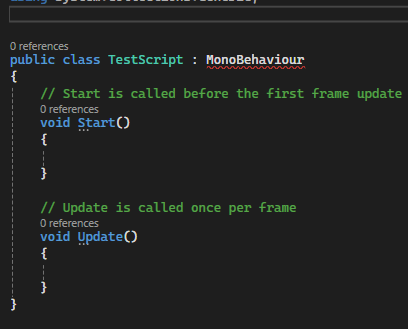 0 references
public class TestScript : MonoBehaviour
{
// Start is called before the first frame update
0 references
void Start()
{
}
// Update is called once per frame
0 references
void Update()
{
}
}